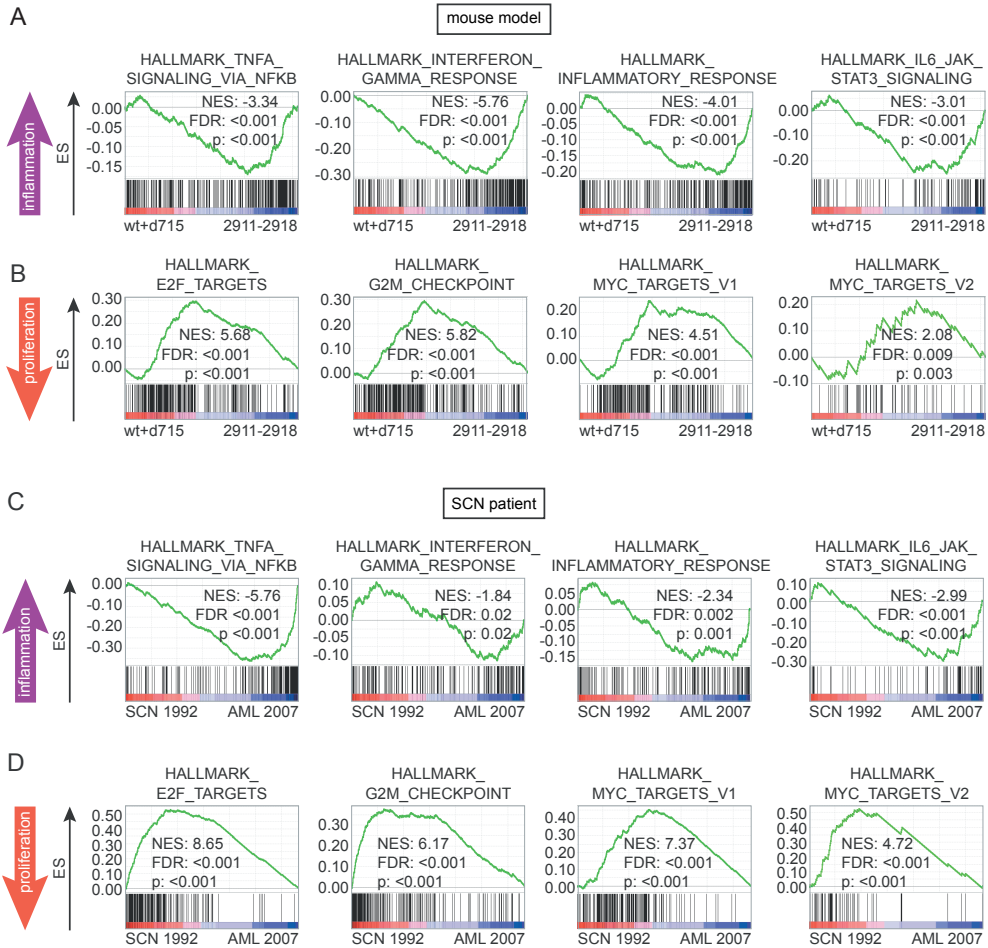 A
mouse model
HALLMARK_TNFA_
SIGNALING_VIA_NFKB
NES: -3.34
FDR: <0.001
p: <0.001
0.00
-0.05
-0.10
-0.15
wt+d715 2911-2918
HALLMARK_INTERFERON_
GAMMA_RESPONSE
NES: -5.76
FDR: <0.001
p: <0.001
0.00
-0.10
-0.20
-0.30
wt+d715 2911-2918
HALLMARK_
INFLAMMATORY_RESPONSE
NES: -4.01
FDR: <0.001
p: <0.001
0.00
-0.05
-0.10
-0.15
-0.20
wt+d715 2911-2918
HALLMARK_IL6_JAK_
STAT3_SIGNALING
NES: -3.01
FDR: <0.001
p: <0.001
0.00
-0.10
-0.20
wt+d715 2911-2918
inflammation
ES
B
HALLMARK_
E2F_TARGETS
NES: 5.68
FDR: <0.001
p: <0.001
0.30
0.20
0.10
0.00
wt+d715 2911-2918
HALLMARK_
G2M_CHECKPOINT
NES: 5.82
FDR: <0.001
p: <0.001
0.30
0.20
0.10
0.00
wt+d715 2911-2918
HALLMARK_
MYC_TARGETS_V1
NES: 4.51
FDR: <0.001
p: <0.001
0.20
0.10
0.00
wt+d715 2911-2918
HALLMARK_
MYC_TARGETS_V2
NES: 2.08
FDR: 0.009
p: 0.003
0.20
0.10
0.00
-0.10
wt+d715 2911-2918
proliferation
ES
C
SCN patient
HALLMARK_TNFA_
SIGNALING_VIA_NFKB
NES: -5.76
FDR <0.001
p <0.001
0.00
-0.10
-0.20
-0.30
SCN 1992 AML 2007
HALLMARK_INTERFERON_
GAMMA_RESPONSE
NES: -1.84
FDR: 0.02
p: 0.02
0.10
0.05
0.00
-0.05
-0.10
SCN 1992 AML 2007
HALLMARK_
INFLAMMATORY_RESPONSE
NES: -2.34
FDR: 0.002
p: 0.001
0.05
0.00
-0.05
-0.10
-0.15
SCN 1992 AML 2007
HALLMARK_IL6_JAK_
STAT3_SIGNALING
NES: -2.99
FDR: <0.001
p: <0.001
0.10
0.00
-0.10
-0.20
-0.30
SCN 1992 AML 2007
inflammation
ES
D
HALLMARK_
E2F_TARGETS
NES: 8.65
FDR: <0.001
p: <0.001
0.50
0.40
0.30
0.20
0.10
0.00
SCN 1992 AML 2007
HALLMARK_
G2M_CHECKPOINT
NES: 6.17
FDR: <0.001
p: <0.001
0.30
0.20
0.10
0.00
SCN 1992 AML 2007
HALLMARK_
MYC_TARGETS_V1
NES: 7.37
FDR: <0.001
p: <0.001
0.40
0.30
0.20
0.10
0.00
SCN 1992 AML 2007
HALLMARK_
MYC_TARGETS_V2
NES: 4.72
FDR: <0.001
p: <0.001
0.50
0.40
0.30
0.20
0.10
0.00
SCN 1992 AML 2007
proliferation
ES